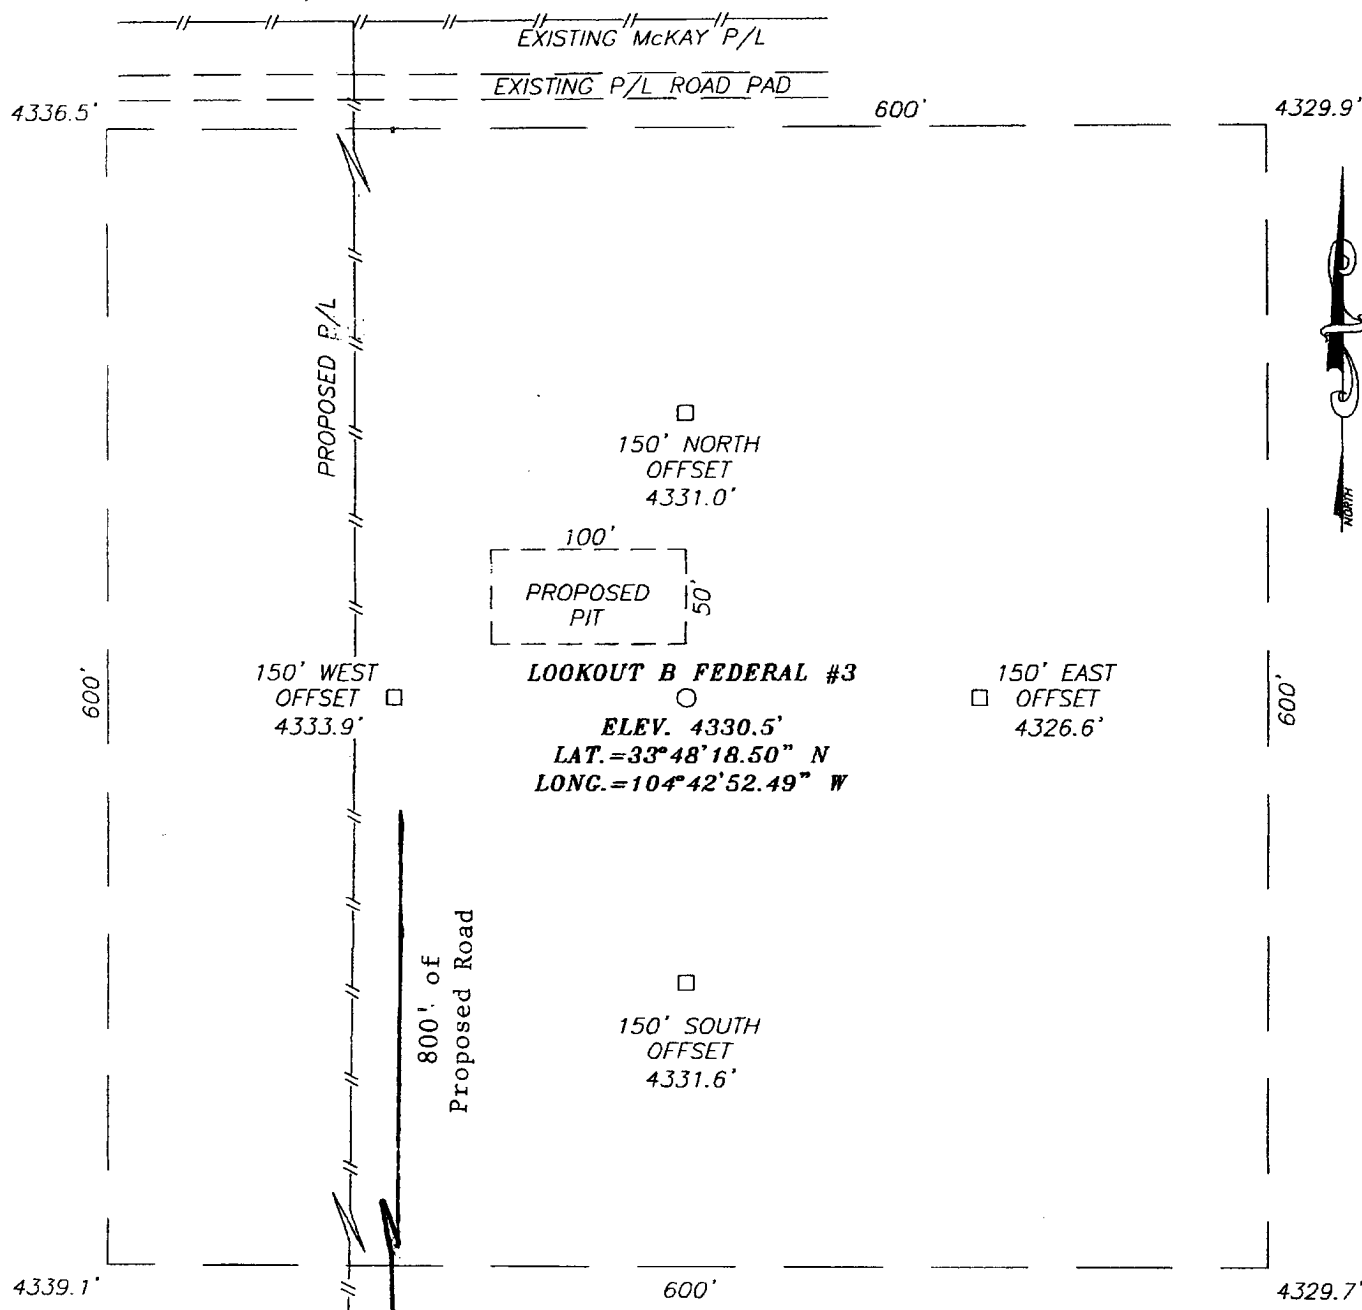 EXISTING McKAY P/L
EXISTING P/L ROAD PAD
4336.5'
600'
4329.9'
PROPOSED P/L
NORTH
150' NORTH
OFFSET
4331.0'
100'
PROPOSED
PIT
50'
600'
150' WEST
OFFSET
4333.9'
LOOKOUT B FEDERAL #3
ELEV. 4330.5'
LAT.=33°48'18.50" N
LONG.=104°42'52.49" W
150' EAST
OFFSET
4326.6'
600'
800'. of
Proposed Road
150' SOUTH
OFFSET
4331.6'
4339.1'
600'
4329.7'